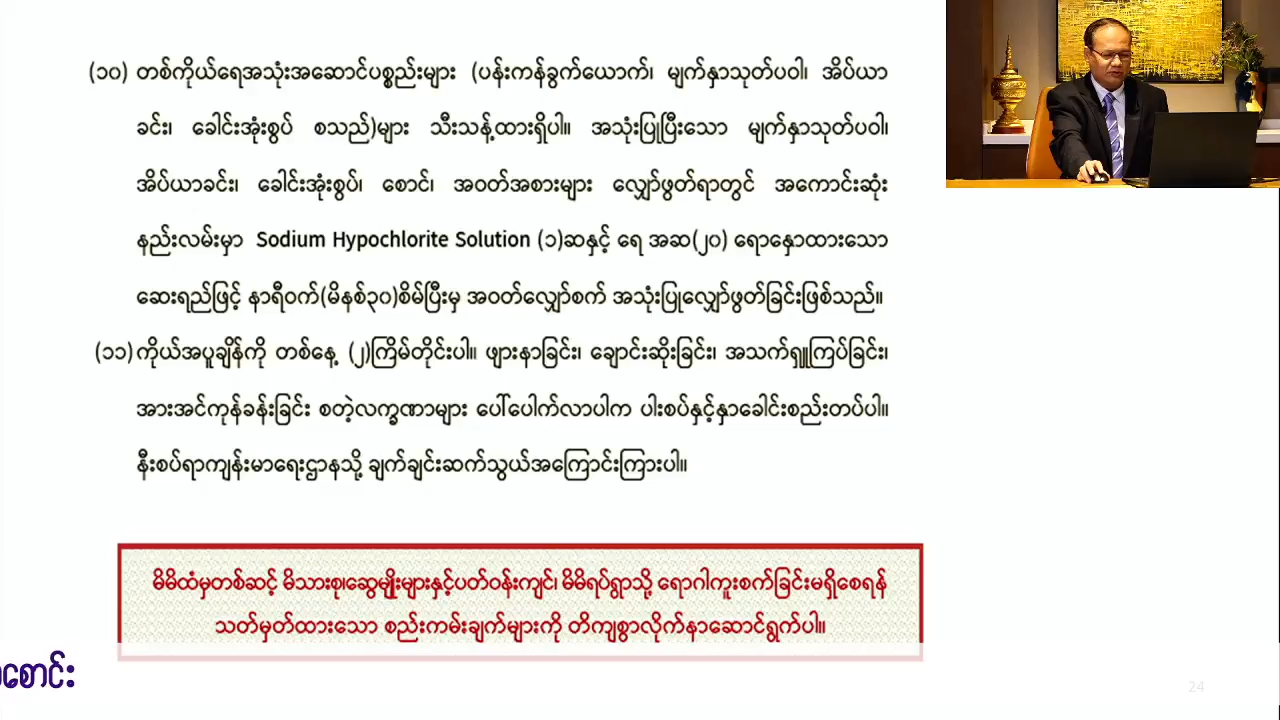 (၁၀) တစ်ကိုယ်ရေအသုံးအဆောင်ပစ္စည်းများ (ပန်းကန်ခွက်ယောက်၊ မျက်နှာသုတ်ပဝါ၊ အိပ်ယာ
ခင်း၊ ခေါင်းအုံးစွပ် စသည်)များ သီးသန့်ထားရှိပါ။ အသုံးပြုပြီးသော မျက်နှာသုတ်ပဝါ၊
အိပ်ယာခင်း၊ ခေါင်းအုံးစွပ်၊ စောင်၊ အဝတ်အစားများ လျှော်ဖွတ်ရာတွင် အကောင်းဆုံး
နည်းလမ်းမှာ Sodium Hypochlorite Solution (၁)ဆနှင့် ရေ အဆ(၂၀) ရောနှောထားသော
ဆေးရည်ဖြင့် နာရီဝက်(မိနစ်၃၀)စိမ်ပြီးမှ အဝတ်လျှော်စက် အသုံးပြုလျှော်ဖွတ်ခြင်းဖြစ်သည်။
(၁၁) ကိုယ်အပူချိန်ကို တစ်နေ့ (၂)ကြိမ်တိုင်းပါ။ ဖျားနာခြင်း၊ ချောင်းဆိုးခြင်း၊ အသက်ရှူကြပ်ခြင်း၊
အားအင်ကုန်ခန်းခြင်း စတဲ့လက္ခဏာများ ပေါ်ပေါက်လာပါက ပါးစပ်နှင့်နှာခေါင်းစည်းတပ်ပါ။
နီးစပ်ရာကျန်းမာရေးဌာနသို့ ချက်ချင်းဆက်သွယ်အကြောင်းကြားပါ။
မိမိထံမှတစ်ဆင့် မိသားစု၊ဆွေမျိုးများနှင့်ပတ်ဝန်းကျင်၊ မိမိရပ်ရွာသို့ ရောဂါကူးစက်ခြင်းမရှိစေရန်
သတ်မှတ်ထားသော စည်းကမ်းချက်များကို တိကျစွာလိုက်နာဆောင်ရွက်ပါ။
24